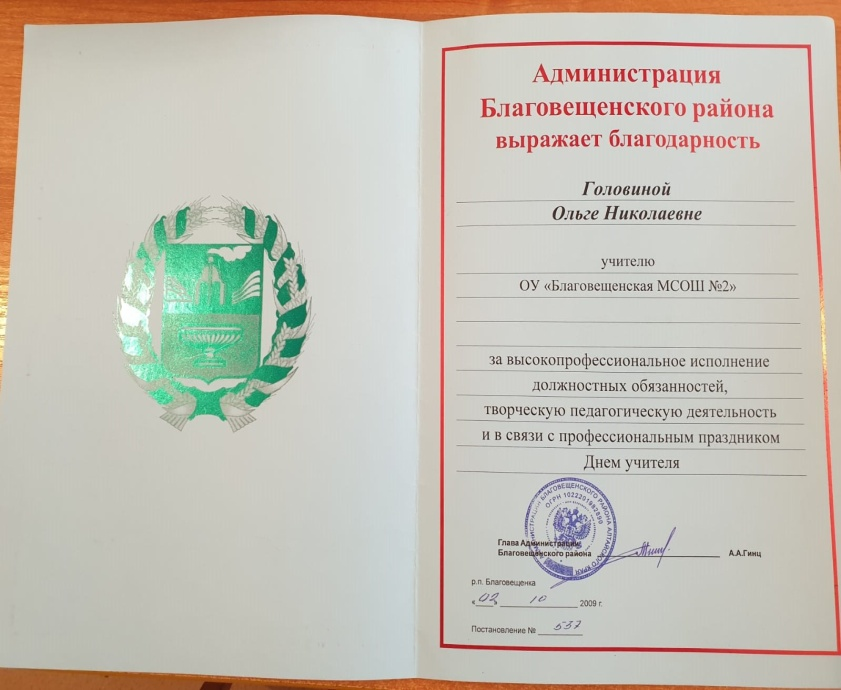 Администрация
Благовещенского района
выражает благодарность
Головиной
Ольге Николаевне
учителю
ОУ «Благовещенская МСОШ №2»
за высокопрофессиональное исполнение
должностных обязанностей,
творческую педагогическую деятельность
и в связи с профессиональным праздником
Днем учителя
Глава Администрации
Благовещенского района А.А.Гинц
р.п. Благовещенка
«02» 10 2009 г.
Постановление № 537